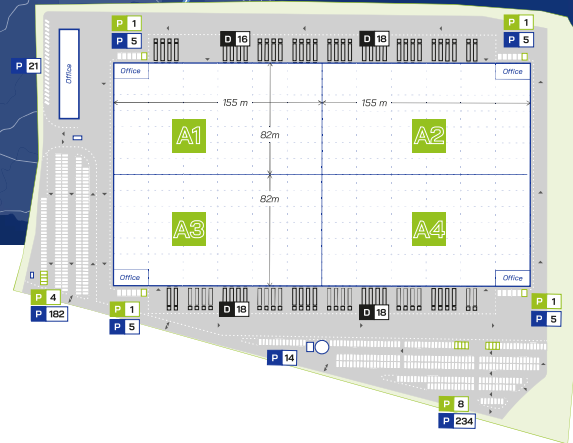 P 1
P 5
D 16
D 18
P 1
P 5
P 21
Office
Office
Office
155 m
155 m
A1
82m
A2
82m
A3
A4
Office
Office
P 4
P 182
P 1
P 5
D 18
D 18
P 1
P 5
P 14
P 8
P 234